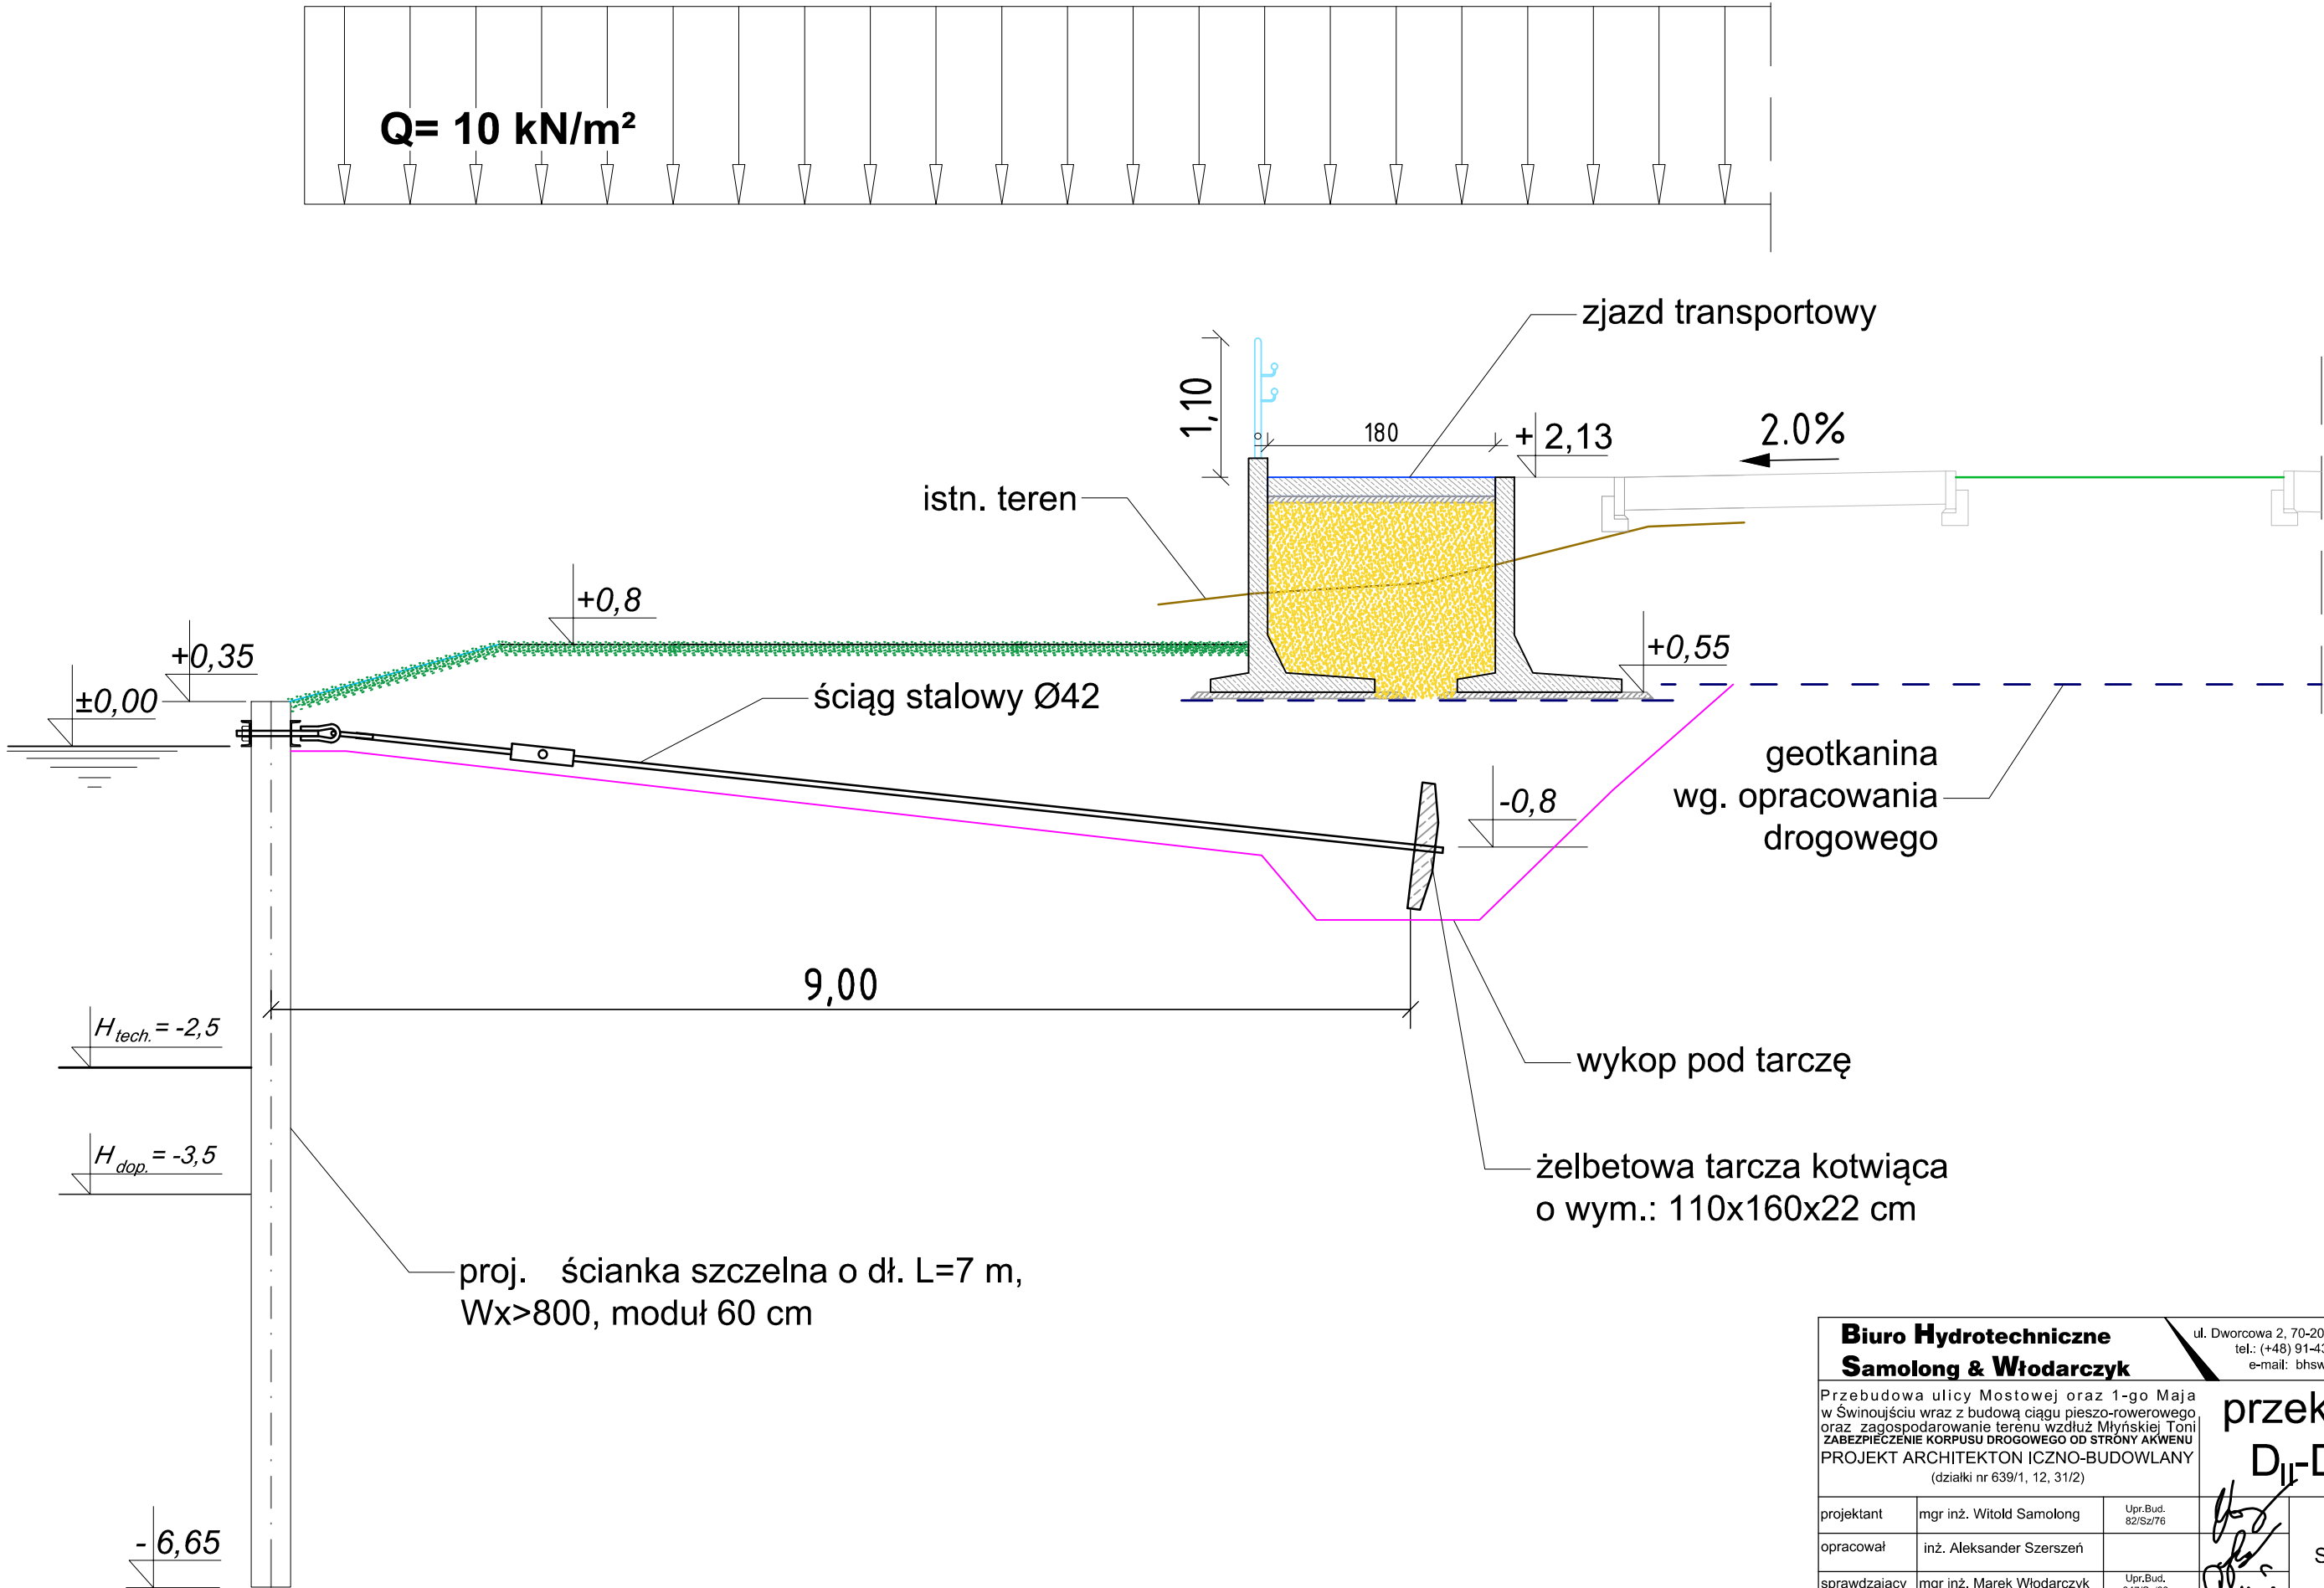 Q= 10 kN/m²
zjazd transportowy
1,10
180
+ 2,13
2.0%
istn. teren
+0,8
+0,35
±0,00
+0,55
ściąg stalowy Ø42
geotkanina
wg. opracowania
drogowego
-0,8
9,00
H tech. = -2,5
wykop pod tarczę
H dop. = -3,5
żelbetowa tarcza kotwiąca
o wym.: 110x160x22 cm
proj. ścianka szczelna o dł. L=7 m,
Wx>800, moduł 60 cm
- 6,65
Biuro Hydrotechniczne
Samolong & Włodarczyk
ul. Dworcowa 2, 70-20
tel.: (+48) 91-43
e-mail: bhsw
Przebudowa ulicy Mostowej oraz 1-go Maja
w Świnoujściu wraz z budową ciągu pieszo-rowerowego
oraz zagospodarowanie terenu wzdłuż Młyńskiej Toni
ZABEZPIECZENIE KORPUSU DROGOWEGO OD STRONY AKWENU
PROJEKT ARCHITEKTON ICZNO-BUDOWLANY
(działki nr 639/1, 12, 31/2)
przek
D II-D
projektant mgr inż. Witold Samolong Upr.Bud. 82/Sz/76
opracował inż. Aleksander Szerszeń
S
sprawdzający mgr inż. Marek Włodarczyk Upr.Bud.